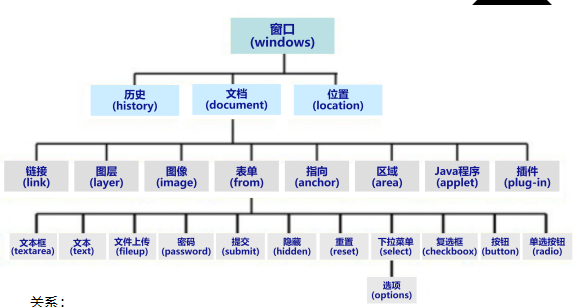 窗口
(windows)
历史
(history)
文档
(document)
位置
(location)
链接
(link)
图层
(layer)
图像
(image)
表单
(from)
指向
(anchor)
区域
(area)
Java程序
(applet)
插件
(plug-in)
文本框
(textarea)
文本
(text)
文件上传
(fileup)
密码
(password)
提交
(submit)
隐藏
(hidden)
重置
(reset)
下拉菜单
(select)
复选框
(checkboox)
按钮
(button)
单选按钮
(radio)
选项
(options)
关系：